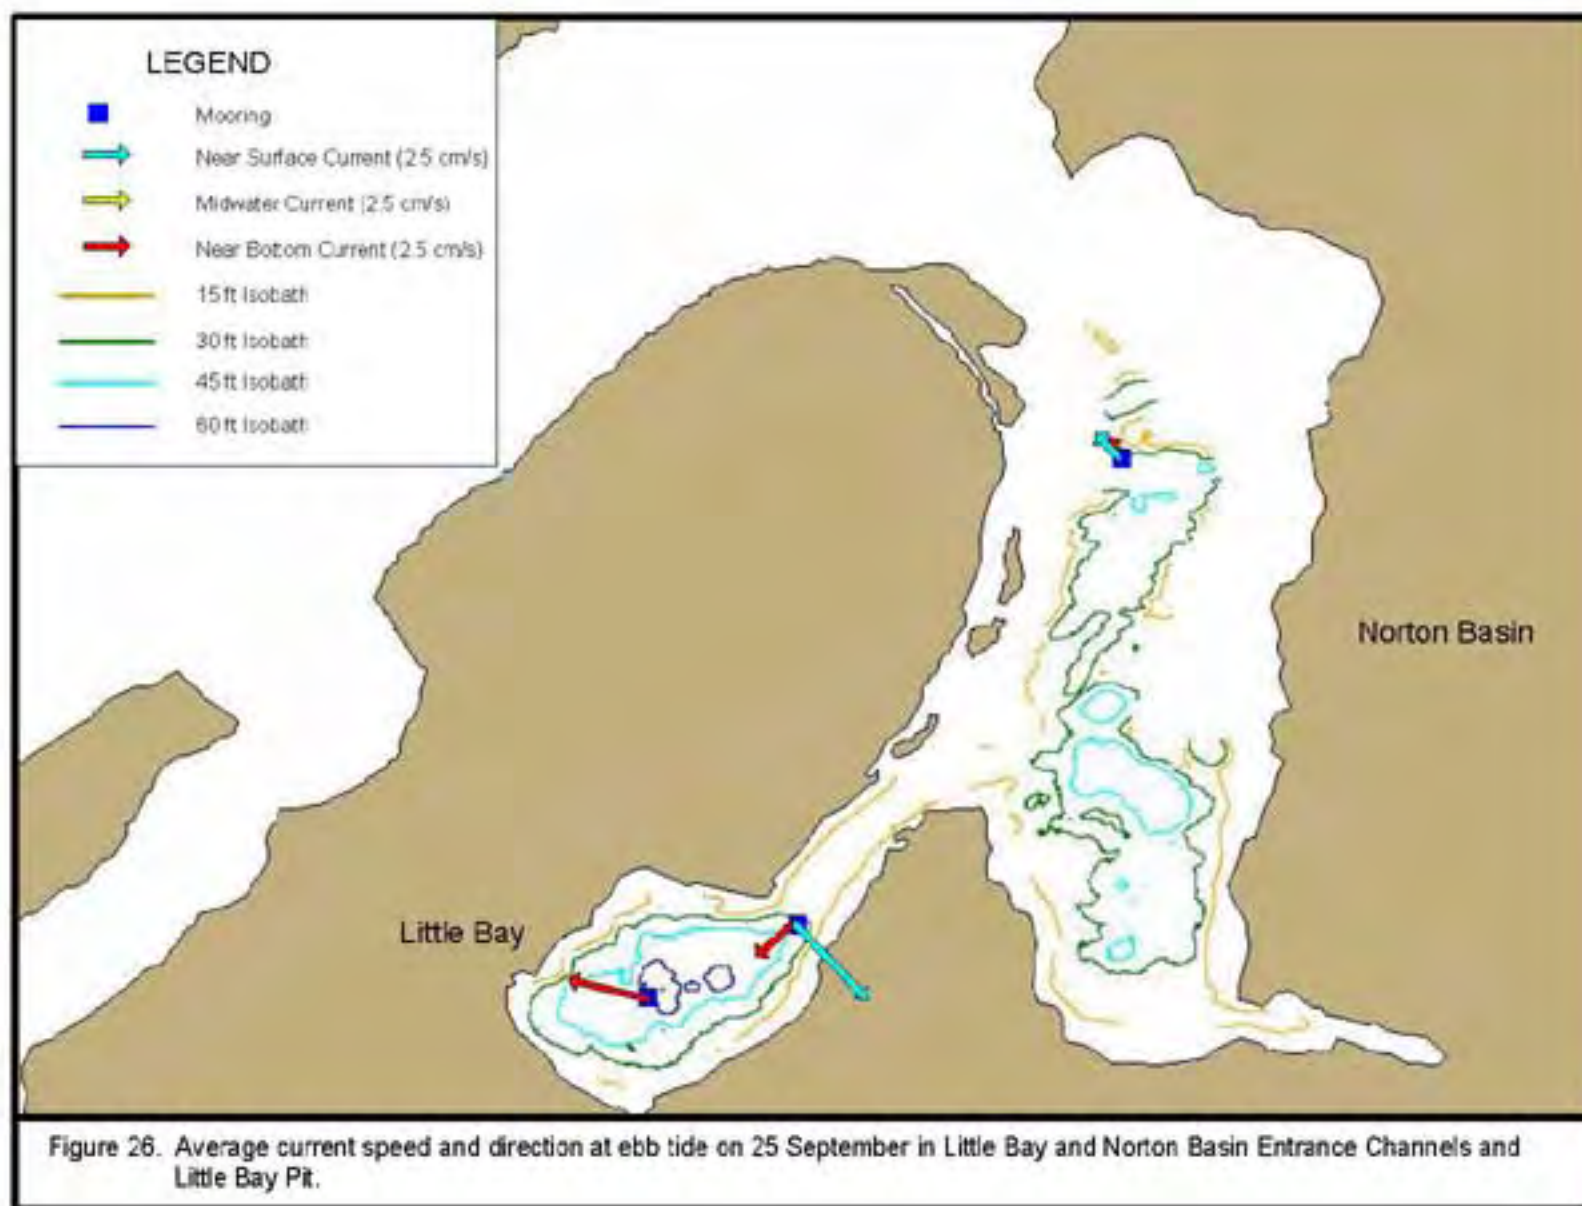 LEGEND
Mooring
Near Surface Current (2.5 cm/s)
Midwater Current (2.5 cm/s)
Near Bottom Current (2.5 cm/s)
15 ft Isobath
30 ft Isobath
45 ft Isobath
60 ft Isobath
Norton Basin
Little Bay
Figure 26. Average current speed and direction at ebb tide on 25 September in Little Bay and Norton Basin Entrance Channels and
Little Bay Pit.